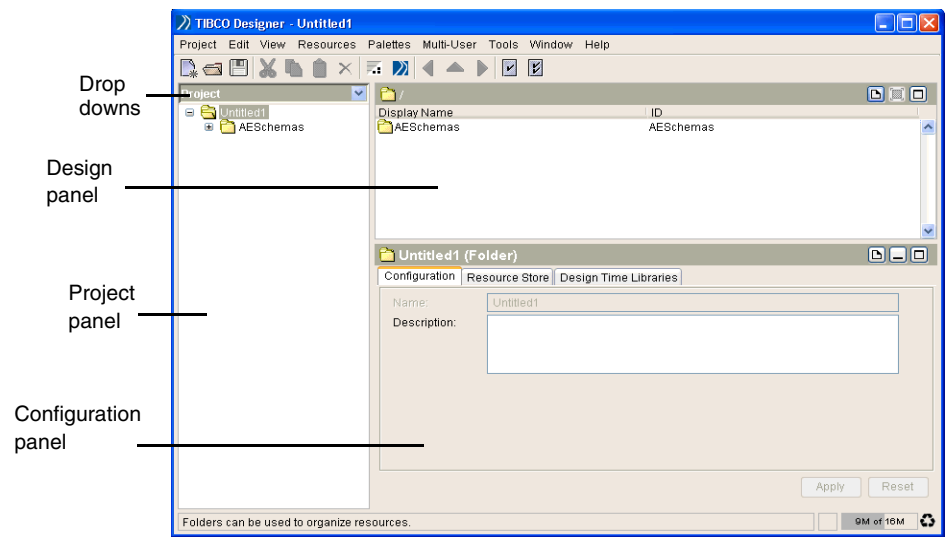 TIBCO Designer - Untitled1
Project Edit View Resources Palettes Multi-User Tools Window Help
Drop
downs
Project
/
Untitled1
AESchemas
Display Name ID
AESchemas AESchemas
Design
panel
Untitled1 (Folder)
Configuration Resource Store Design Time Libraries
Name: Untitled1
Description:
Project
panel
Configuration
panel
Apply Reset
Folders can be used to organize resources.
9M of 16M